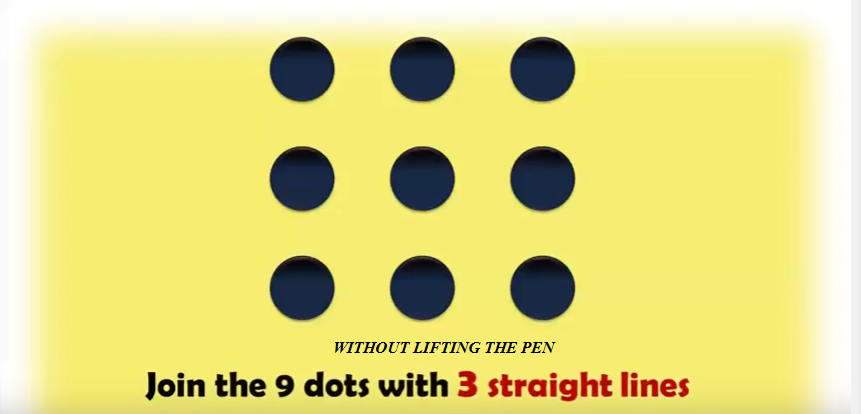 WITHOUT LIFTING THE PEN
Join the 9 dots with 3 straight lines